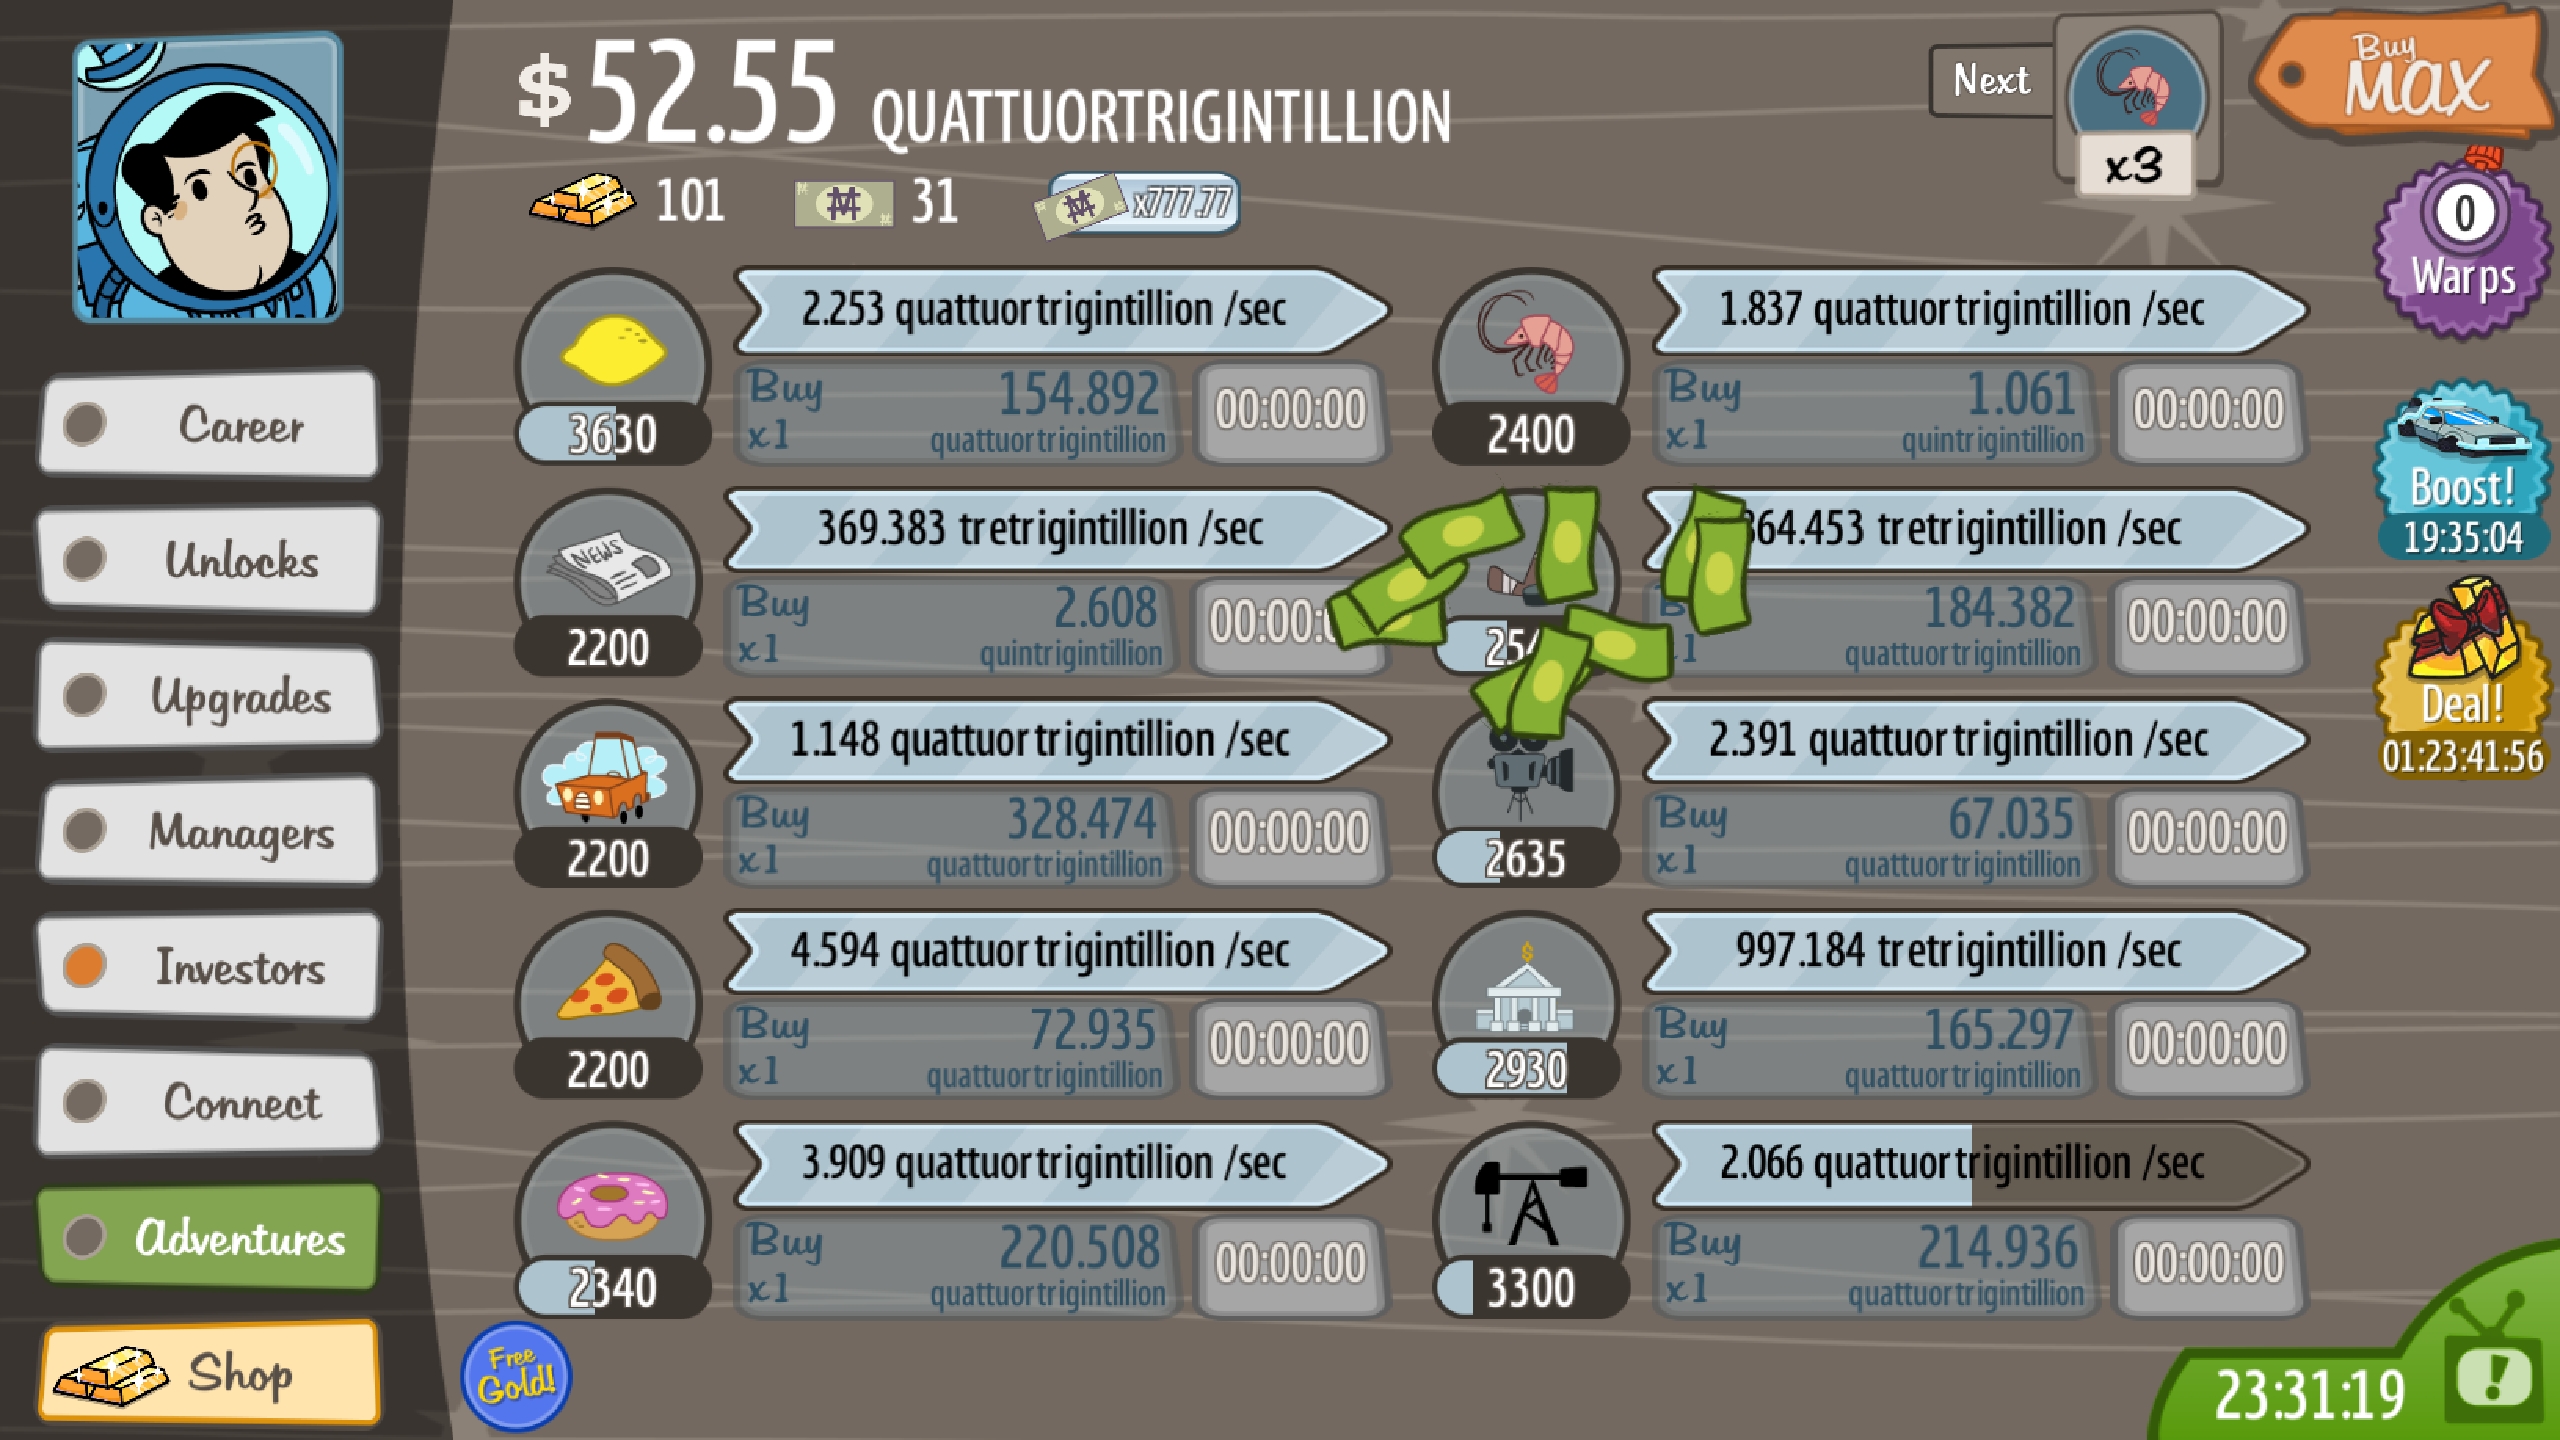 $52.55 QUATTUORTRIGINTILLION
101 31 x777.77
Next
x3
Buy
MAX
0
Warps
Boost!
19:35:04
Deal!
01:23:41:56
Career
Unlocks
Upgrades
Managers
Investors
Connect
Adventures
Shop
2.253 quattuortrigintillion /sec
3630
Buy 154.892
x1 quattuortrigintillion
00:00:00
1.837 quattuortrigintillion /sec
2400
Buy 1.061
x1 quintrigintillion
00:00:00
369.383 tretrigintillion /sec
NEWS
2200
Buy 2.608
x1 quintrigintillion
64.453 tretrigintillion /sec
Buy 184.382
x1 quattuortrigintillion
00:00:00
1.148 quattuortrigintillion /sec
2200
Buy 328.474
x1 quattuortrigintillion
00:00:00
2.391 quattuortrigintillion /sec
2635
Buy 67.035
x1 quattuortrigintillion
00:00:00
4.594 quattuortrigintillion /sec
2200
Buy 72.935
x1 quattuortrigintillion
00:00:00
997.184 tretrigintillion /sec
2930
Buy 165.297
x1 quattuortrigintillion
00:00:00
3.909 quattuortrigintillion /sec
2340
Buy 220.508
x1 quattuortrigintillion
00:00:00
2.066 quattuortrigintillion /sec
3300
Buy 214.936
x1 quattuortrigintillion
00:00:00
Free
Gold!
23:31:19